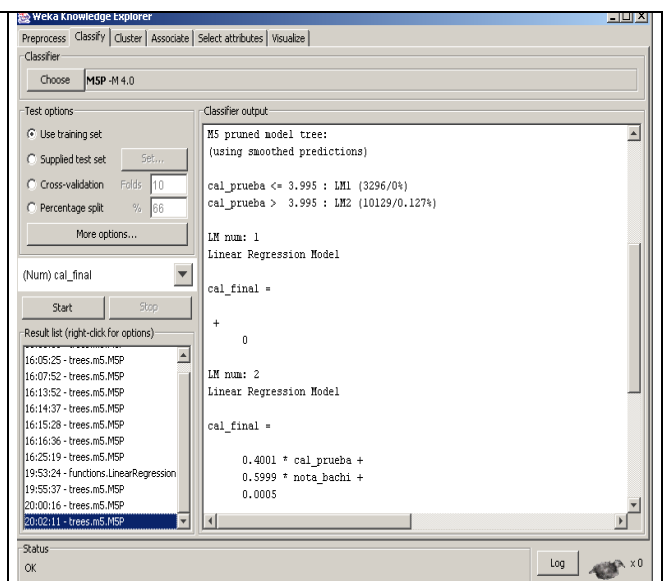 Weka Knowledge Explorer
Preprocess Classify Cluster Associate Select attributes Visualize
Classifier
Choose M5P -M 4.0
Test options
Use training set
Supplied test set Set...
Cross-validation Folds 10
Percentage split % 66
More options...
(Num) cal_final
Start Stop
Result list (right-click for options)
16:05:25 - trees.m5.M5P
16:07:52 - trees.m5.M5P
16:13:52 - trees.m5.M5P
16:14:37 - trees.m5.M5P
16:15:28 - trees.m5.M5P
16:16:36 - trees.m5.M5P
16:25:19 - trees.m5.M5P
19:53:24 - functions.LinearRegression
19:55:37 - trees.m5.M5P
20:00:16 - trees.m5.M5P
20:02:11 - trees.m5.M5P
Classifier output
M5 pruned model tree:
(using smoothed predictions)
cal_prueba <= 3.995 : LM1 (3296/0%)
cal_prueba > 3.995 : LM2 (10129/0.127%)
LM num: 1
Linear Regression Model
cal_final =
+
0
LM num: 2
Linear Regression Model
cal_final =
0.4001 * cal_prueba +
0.5999 * nota_bachi +
0.0005
Status
OK
Log
x 0